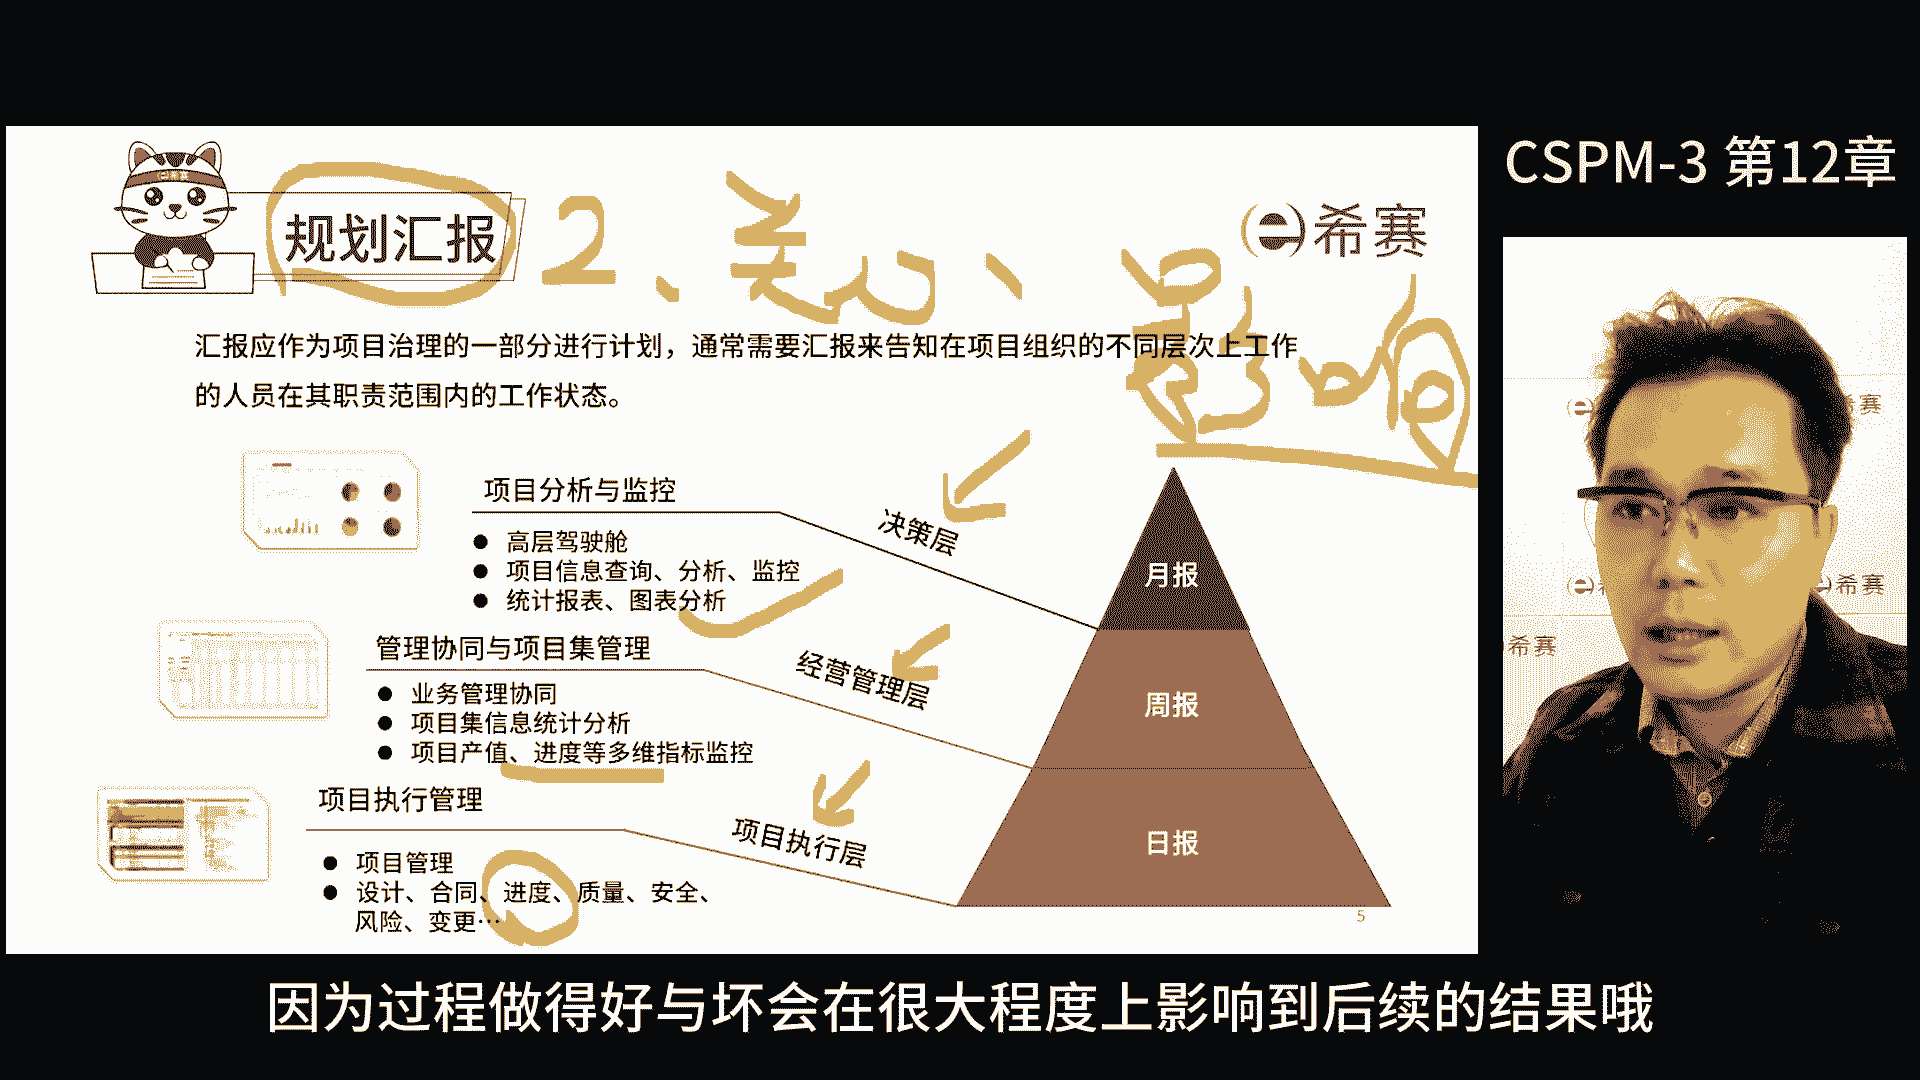 CSPM-3 第12章
规划汇报
2、关心、影响
希赛
汇报应作为项目治理的一部分进行计划，通常需要汇报来告知在项目组织的不同层次上工作
的人员在其职责范围内的工作状态。
项目分析与监控
高层驾驶舱
项目信息查询、分析、监控
统计报表、图表分析
决策层
月报
管理协同与项目集管理
业务管理协同
项目集信息统计分析
项目产值、进度等多维指标监控
经营管理层
周报
项目执行管理
项目管理
设计、合同、进度、质量、安全、
风险、变更…
项目执行层
日报
5
希赛
希赛
希赛
因为过程做得好与坏会在很大程度上影响到后续的结果哦